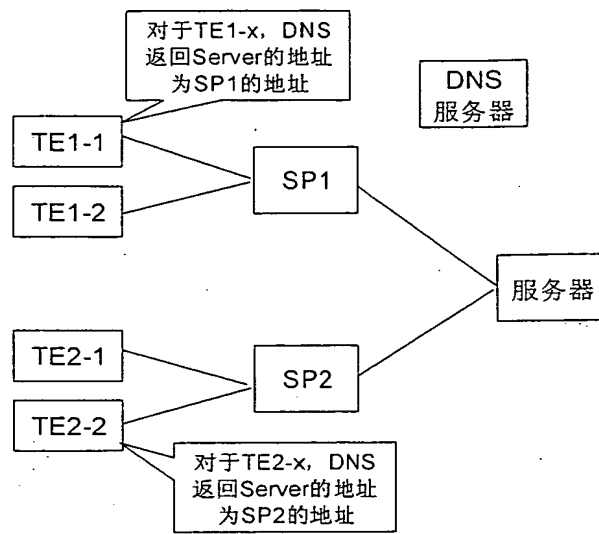 对于TE1-x，DNS
返回Server的地址
为SP1的地址
DNS
服务器
TE1-1
SP1
TE1-2
服务器
TE2-1
SP2
TE2-2
对于TE2-x，DNS
返回Server的地址
为SP2的地址